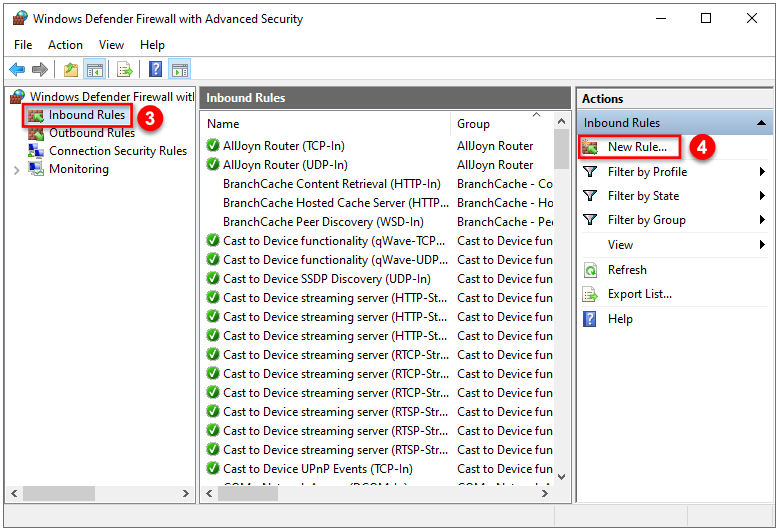 Windows Defender Firewall with Advanced Security
File Action View Help
Windows Defender Firewall wit
Inbound Rules
3
Outbound Rules
Connection Security Rules
Monitoring
Inbound Rules
Name Group
AllJoyn Router (TCP-In) AllJoyn Router
AllJoyn Router (UDP-In) AllJoyn Router
BranchCache Content Retrieval (HTTP-In) BranchCache - Co
BranchCache Hosted Cache Server (HTTP... BranchCache - Ho
BranchCache Peer Discovery (WSD-In) BranchCache - Pe
Cast to Device functionality (qWave-TCP... Cast to Device fun
Cast to Device functionality (qWave-UDP... Cast to Device fun
Cast to Device SSDP Discovery (UDP-In) Cast to Device fun
Cast to Device streaming server (HTTP-St... Cast to Device fun
Cast to Device streaming server (HTTP-St... Cast to Device fun
Cast to Device streaming server (HTTP-St... Cast to Device fun
Cast to Device streaming server (RTCP-Str... Cast to Device fun
Cast to Device streaming server (RTCP-Str... Cast to Device fun
Cast to Device streaming server (RTCP-Str... Cast to Device fun
Cast to Device streaming server (RTSP-Str... Cast to Device fun
Cast to Device streaming server (RTSP-Str... Cast to Device fun
Cast to Device streaming server (RTSP-Str... Cast to Device fun
Cast to Device UPnP Events (TCP-In) Cast to Device fun
Actions
Inbound Rules
New Rule...
4
Filter by Profile
Filter by State
Filter by Group
View
Refresh
Export List...
Help